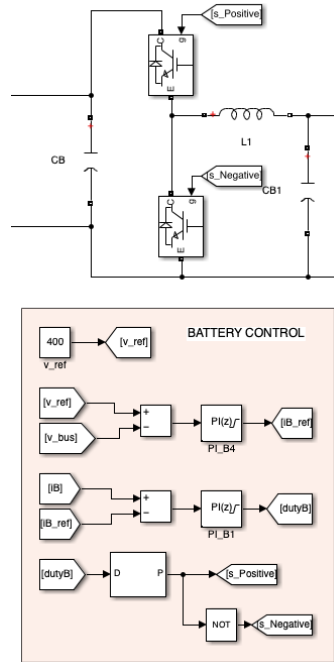 [s_Positive]
C
g
E
L1
CB
[s_Negative]
CB1
C
g
E
BATTERY CONTROL
400
[v_ref]
v_ref
[v_ref]
+
PI(z)
[iB_ref]
[v_bus]
−
PI_B4
[iB]
+
PI(z)
[dutyB]
[iB_ref]
−
PI_B1
[dutyB]
D
P
[s_Positive]
NOT
[s_Negative]